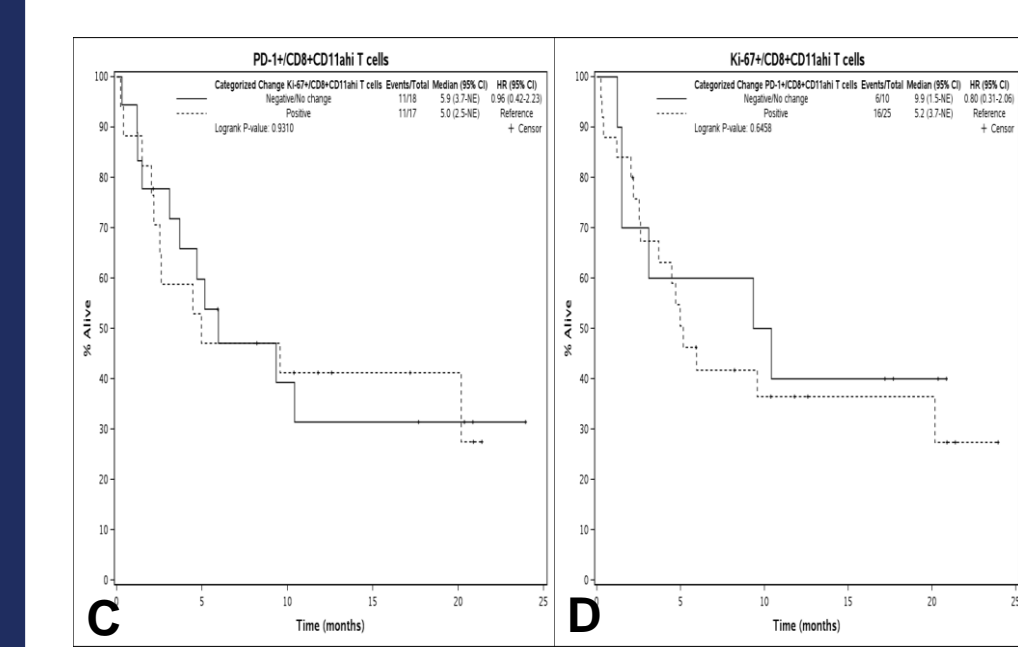 PD-1+/CD8+CD11ahi T cells
Categorized Change Ki-67+/CD8+CD11ahi T cells Events/Total Median (95% CI) HR (95% CI)
Negative/No change 11/18 5.9 (3.7-NE) 0.96 (0.42-2.23)
Positive 11/17 5.0 (2.5-NE) Reference
Logrank P-value: 0.9310 + Censor
100
90
80
70
60
50
40
30
20
10
0
% Alive
0 5 10 15 20 25
Time (months)
C
Ki-67+/CD8+CD11ahi T cells
Categorized Change PD-1+/CD8+CD11ahi T cells Events/Total Median (95% CI) HR (95% CI)
Negative/No change 6/10 9.9 (1.5-NE) 0.80 (0.31-2.06)
Positive 16/25 5.2 (3.7-NE) Reference
Logrank P-value: 0.6458 + Censor
100
90
80
70
60
50
40
30
20
10
0
% Alive
0 5 10 15 20 25
Time (months)
D